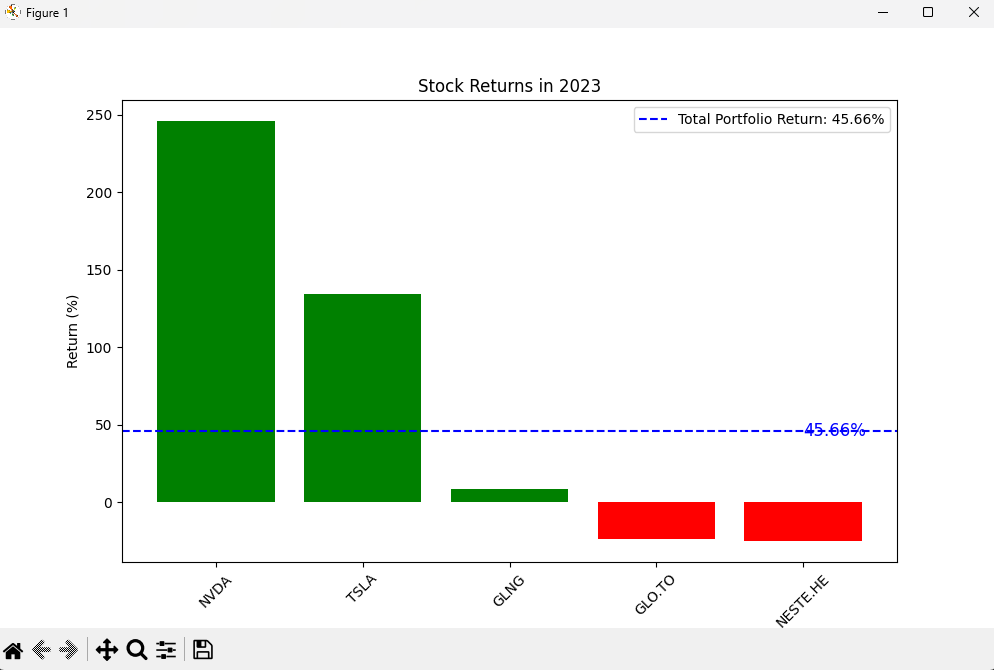 Figure 1
Stock Returns in 2023
Total Portfolio Return: 45.66%
Return (%)
250
200
150
100
50
0
45.66%
NVDA
TSLA
GLNG
GLO.TO
NESTE.HE